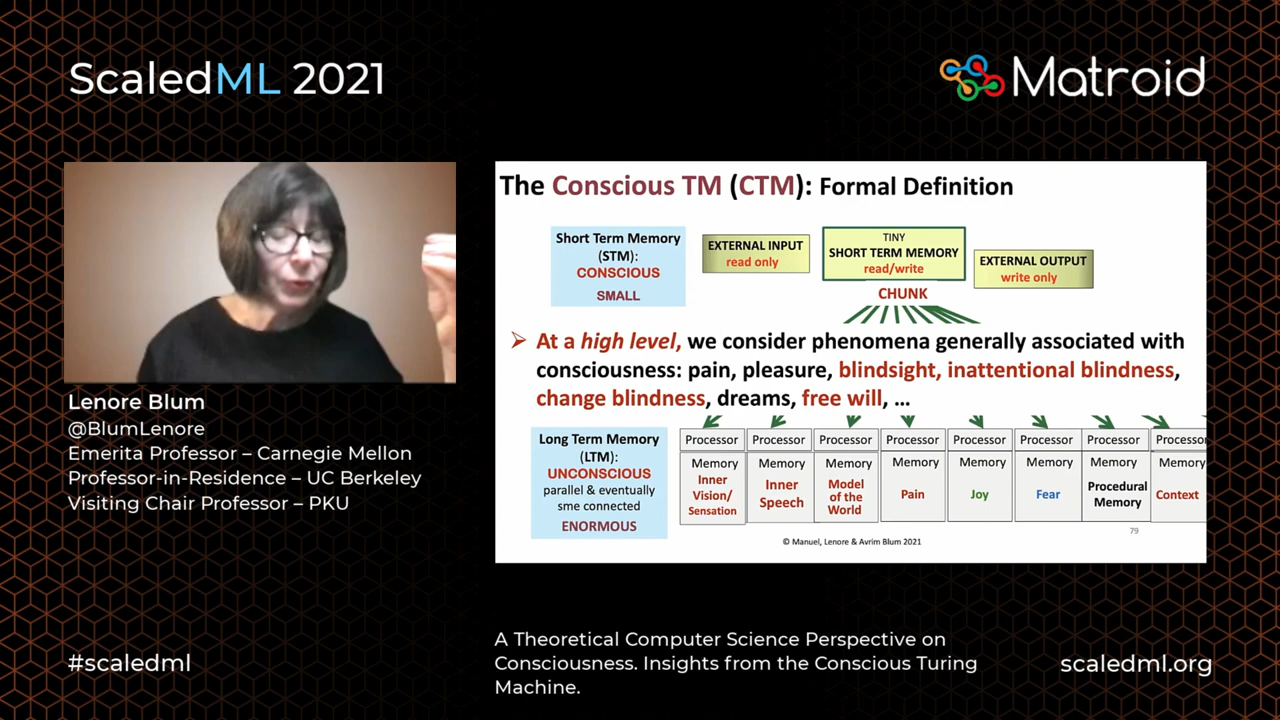 ScaledML 2021
Matroid
Lenore Blum
@BlumLenore
Emerita Professor – Carnegie Mellon
Professor-in-Residence – UC Berkeley
Visiting Chair Professor – PKU
The Conscious TM (CTM): Formal Definition
Short Term Memory
(STM):
CONSCIOUS
SMALL
EXTERNAL INPUT
read only
TINY
SHORT TERM MEMORY
read/write
EXTERNAL OUTPUT
write only
CHUNK
➢ At a high level, we consider phenomena generally associated with
consciousness: pain, pleasure, blindsight, inattentional blindness,
change blindness, dreams, free will, ...
Long Term Memory
(LTM):
UNCONSCIOUS
parallel & eventually
sme connected
ENORMOUS
Processor Processor Processor Processor Processor Processor Processor Processor
Memory Memory Memory Memory Memory Memory Memory Memory
Inner
Vision/
Sensation
Inner
Speech
Model
of the
World
Pain
Joy
Fear
Procedural
Memory
Context
79
© Manuel, Lenore & Avrim Blum 2021
#scaledml
A Theoretical Computer Science Perspective on
Consciousness. Insights from the Conscious Turing
Machine.
scaledml.org